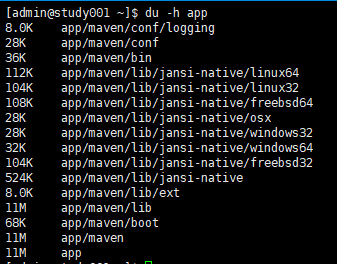 [admin@study001 ~]$ du -h app
8.0K app/maven/conf/logging
28K app/maven/conf
36K app/maven/bin
112K app/maven/lib/jansi-native/linux64
104K app/maven/lib/jansi-native/linux32
108K app/maven/lib/jansi-native/freebsd64
28K app/maven/lib/jansi-native/osx
28K app/maven/lib/jansi-native/windows32
32K app/maven/lib/jansi-native/windows64
104K app/maven/lib/jansi-native/freebsd32
524K app/maven/lib/jansi-native
8.0K app/maven/lib/ext
11M app/maven/lib
68K app/maven/boot
11M app/maven
11M app